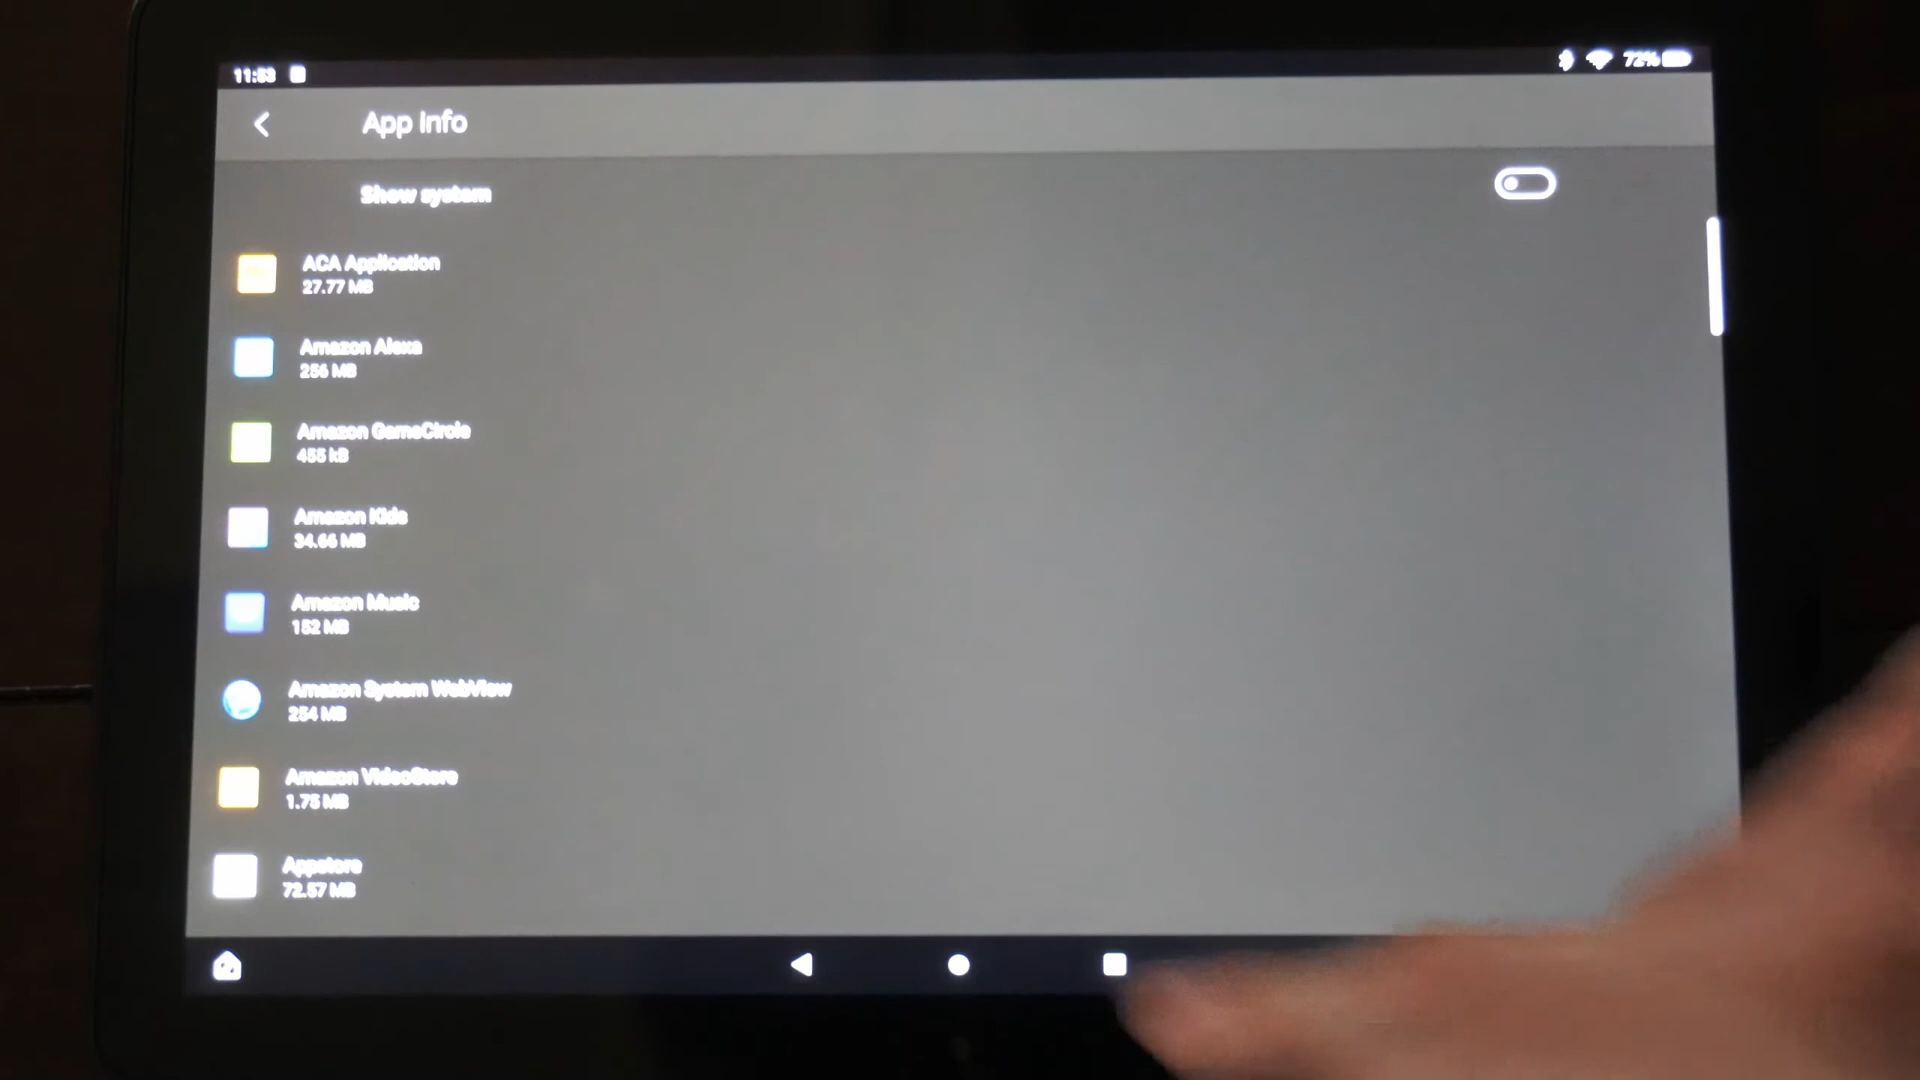 11:53
72%
App Info
Show system
ACA Application
27.77 MB
Amazon Alexa
256 MB
Amazon GameCircle
455 kB
Amazon Kids
34.66 MB
Amazon Music
152 MB
Amazon System WebView
254 MB
Amazon VideoStore
1.75 MB
Appstore
72.57 MB